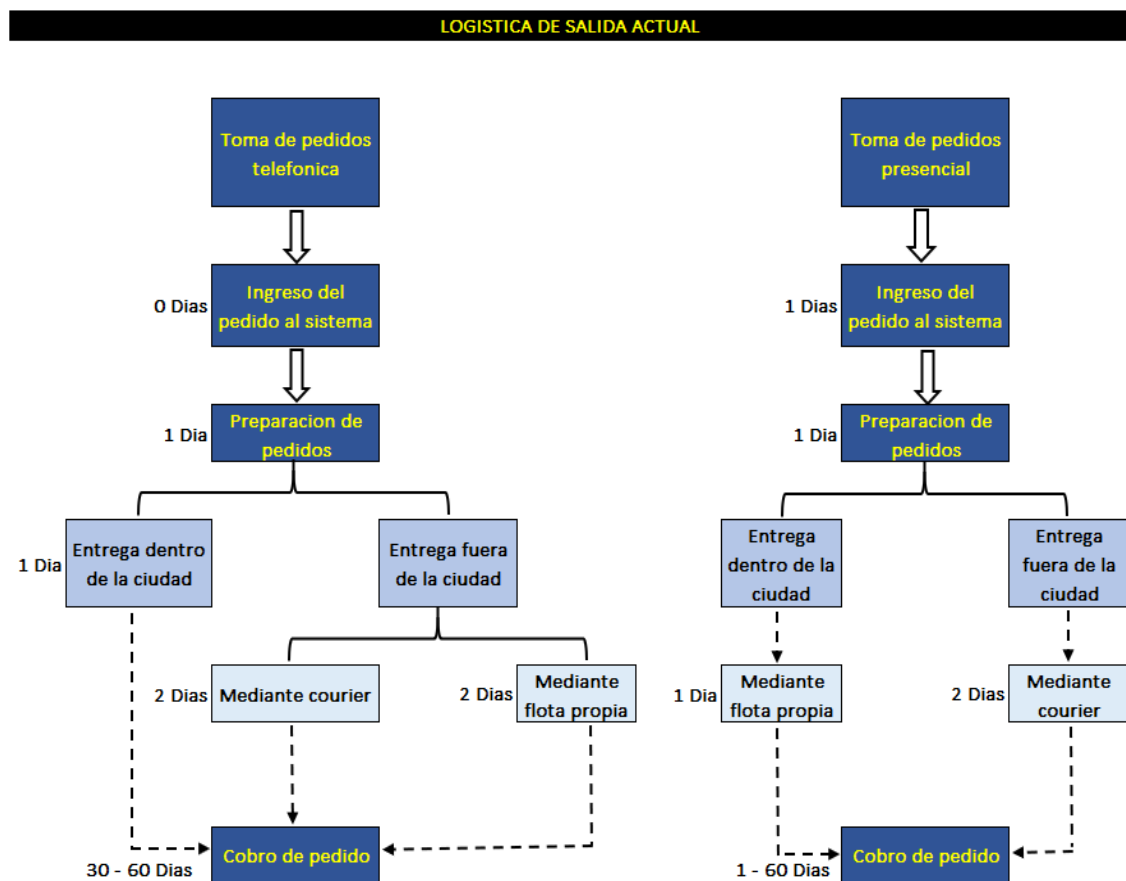 LOGISTICA DE SALIDA ACTUAL
Toma de pedidos
telefonica
Toma de pedidos
presencial
0 Dias
Ingreso del
pedido al sistema
1 Dias
Ingreso del
pedido al sistema
1 Dia
Preparacion de
pedidos
1 Dia
Preparacion de
pedidos
1 Dia
Entrega dentro
de la ciudad
Entrega fuera
de la ciudad
Entrega
dentro de la
ciudad
Entrega
fuera de la
ciudad
2 Dias
Mediante courier
2 Dias
Mediante
flota propia
1 Dia
Mediante
flota propia
2 Dias
Mediante
courier
30 - 60 Dias
Cobro de pedido
1 - 60 Dias
Cobro de pedido